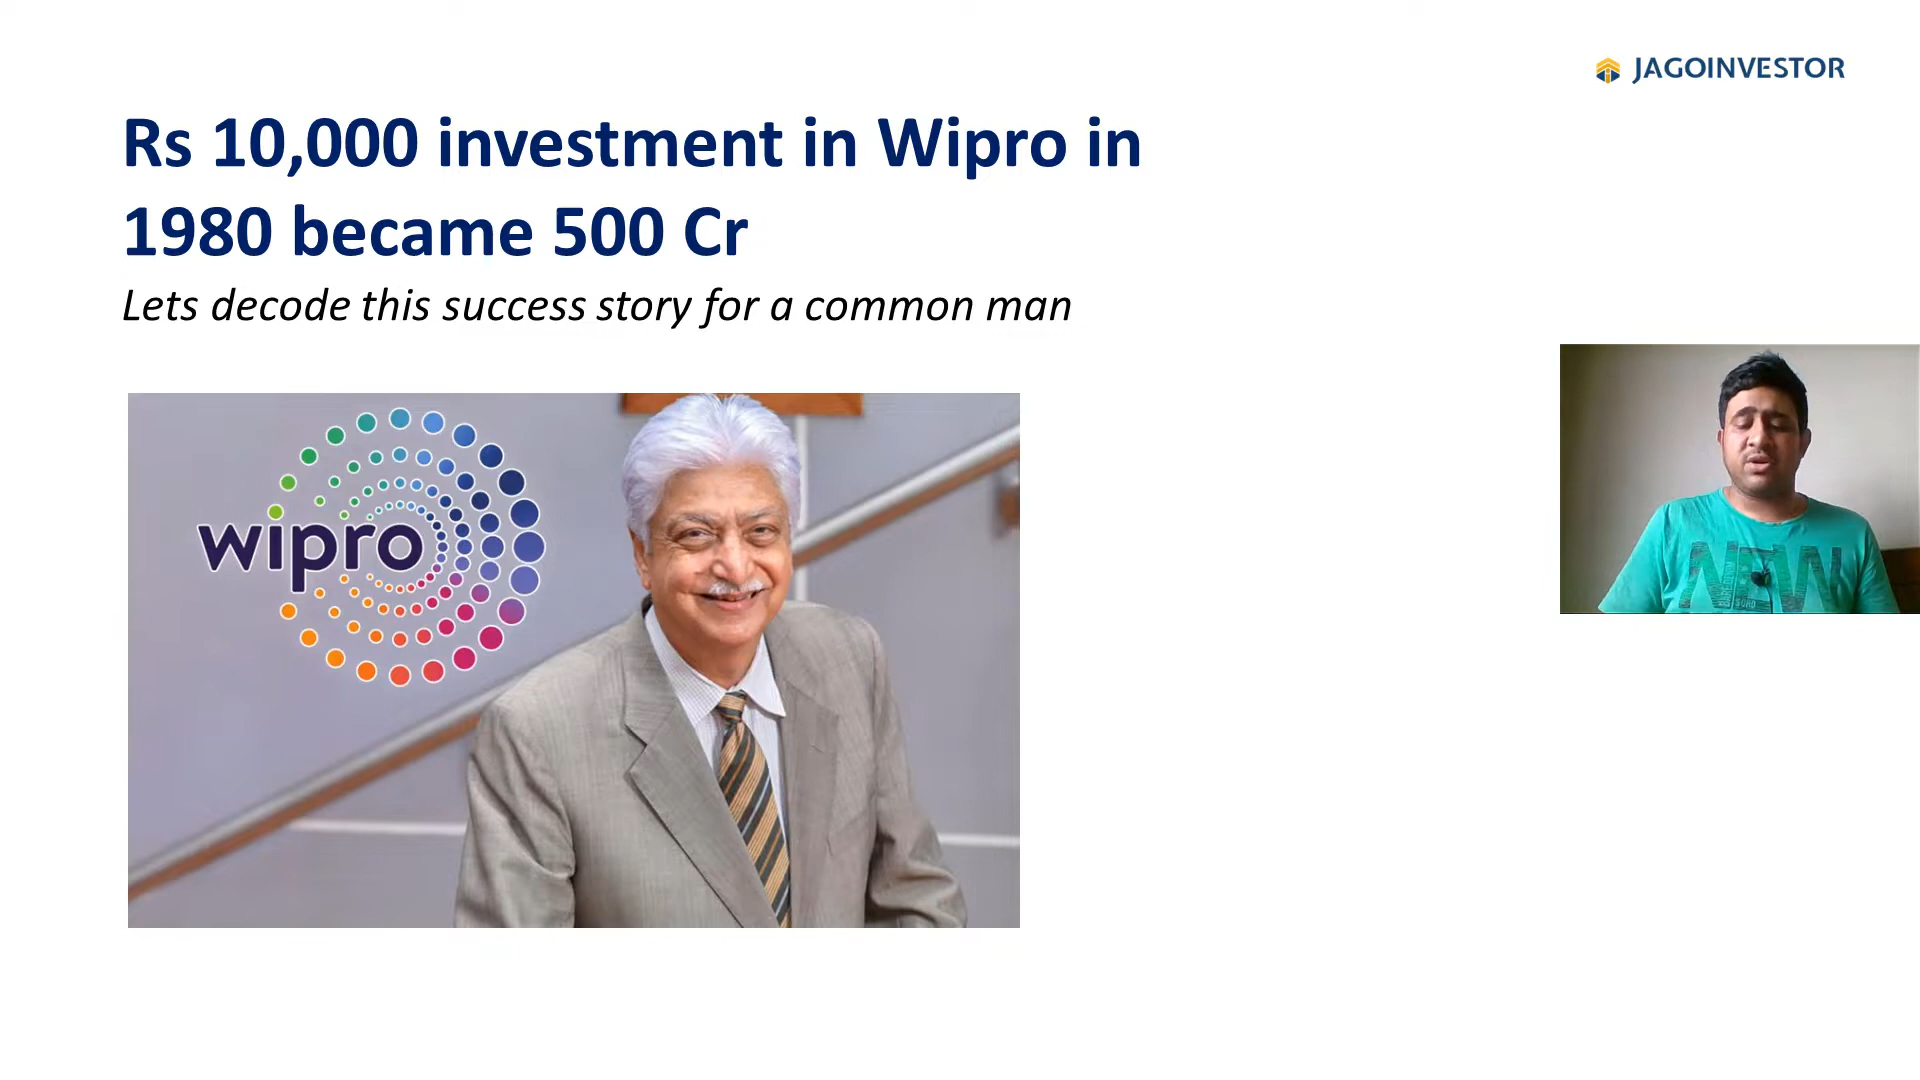 JAGOINVESTOR
Rs 10,000 investment in Wipro in
1980 became 500 Cr
Lets decode this success story for a common man
wipro
NEW
SOHO